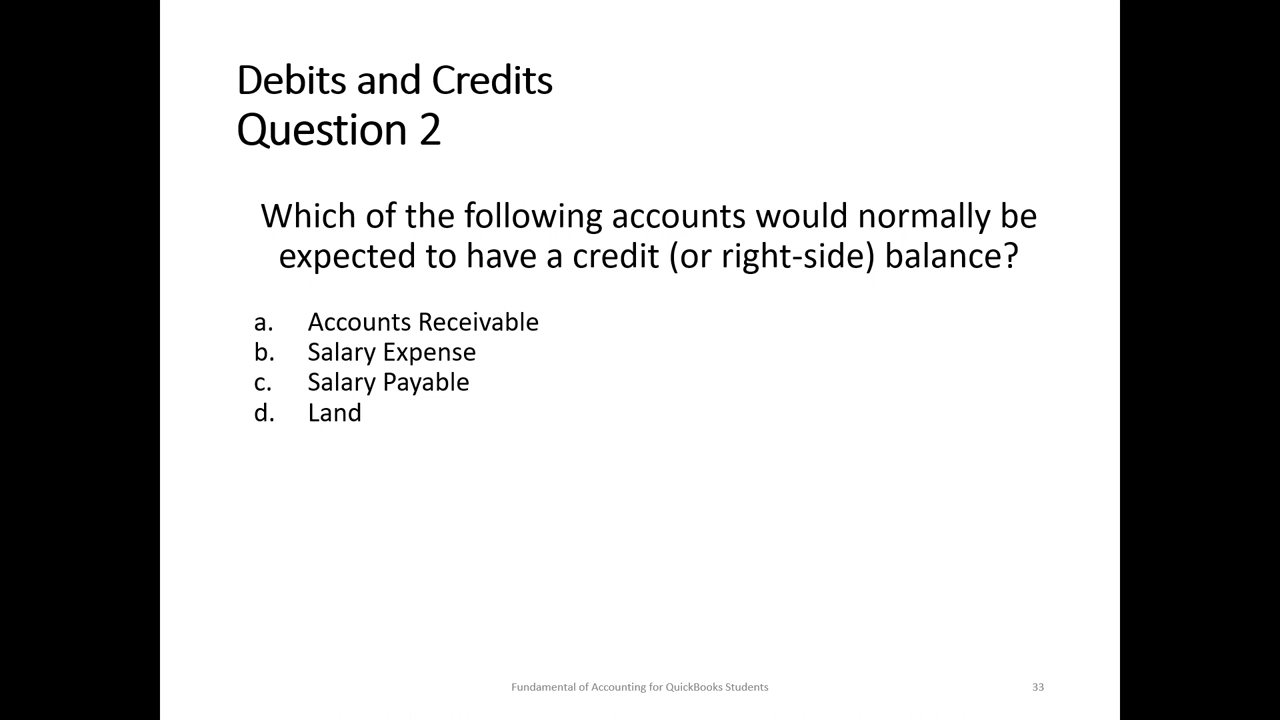 Debits and Credits
Question 2
Which of the following accounts would normally be
expected to have a credit (or right-side) balance?
a. Accounts Receivable
b. Salary Expense
c. Salary Payable
d. Land
Fundamental of Accounting for QuickBooks Students 33